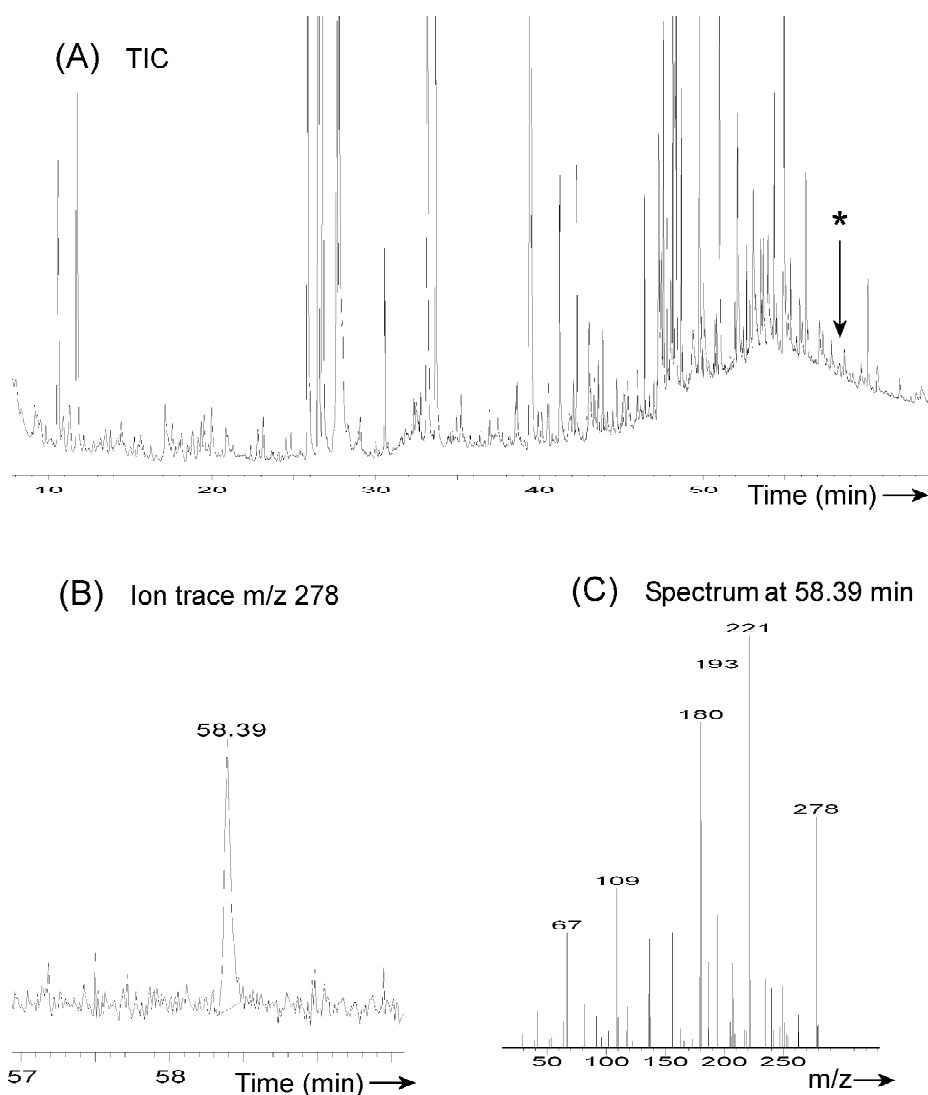 (A) TIC
*
10 20 30 40 50
Time (min)
(B) Ion trace m/z 278
58.39
57 58
Time (min)
(C) Spectrum at 58.39 min
221
193
180
278
109
67
50 100 150 200 250
m/z